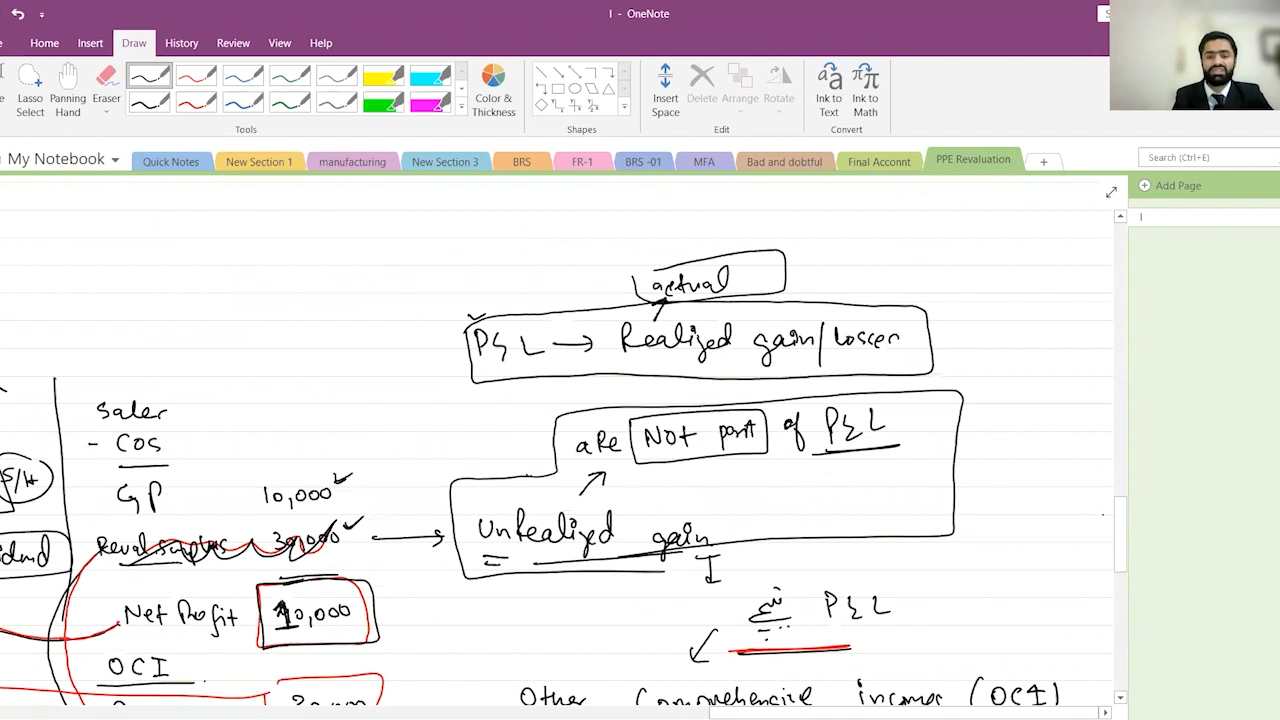 I - OneNote
Home Insert Draw History Review View Help
Lasso Select
Panning Hand
Eraser
Color & Thickness
Insert Space
Delete
Arrange
Rotate
Ink to Text
Ink to Math
Tools
Shapes
Edit
Convert
My Notebook
Quick Notes
New Section 1
manufacturing
New Section 3
BRS
FR-1
BRS -01
MFA
Bad and dobtful
Final Acconnt
PPE Revaluation
Search (Ctrl+E)
Add Page
I
actual
P&L → Realized gain/losses
are Not part of P&L
UnRealized gain
Sales
- COS
GP 10,000
Reval. surplus 30,000
Net Profit 10,000
OCI
S/H
P&L
Other Comprehensive income (OCI)